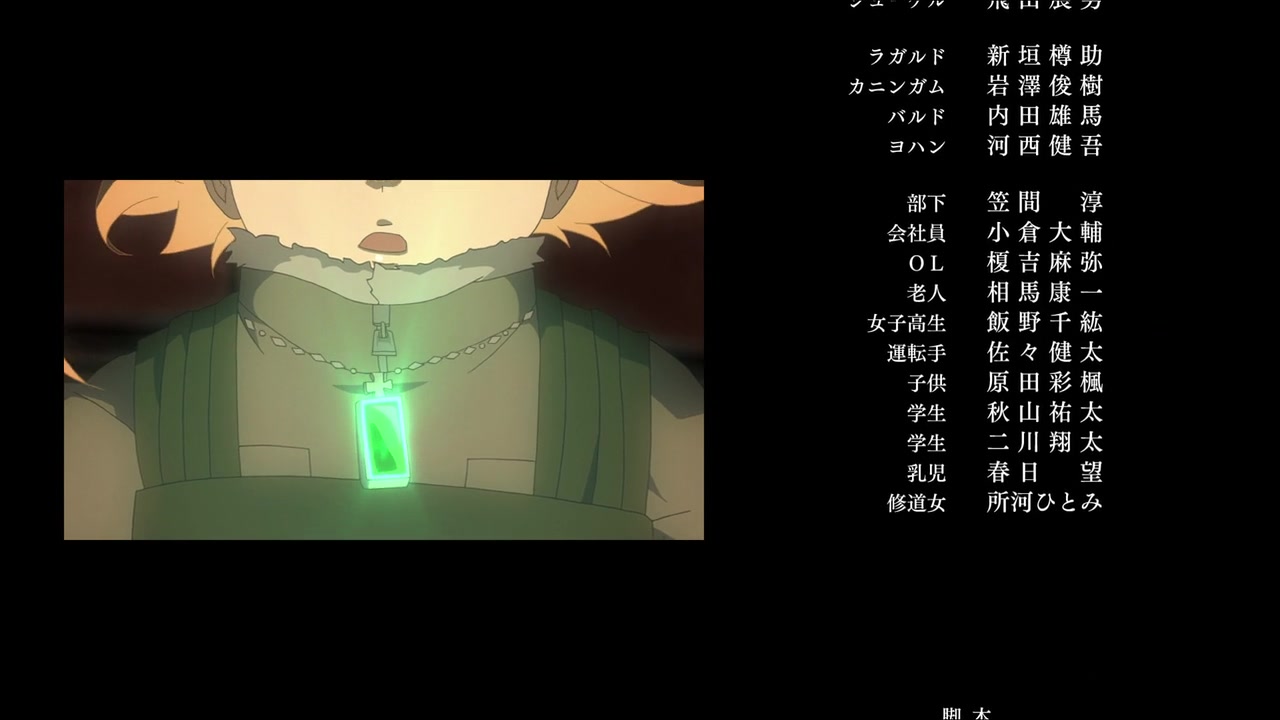 ラガルド 新垣樽助
カニンガム 岩澤俊樹
バルド 内田雄馬
ヨハン 河西健吾
部下 笠間 淳
会社員 小倉大輔
OL 榎吉麻弥
老人 相馬康一
女子高生 飯野千紘
運転手 佐々健太
子供 原田彩楓
学生 秋山祐太
学生 二川翔太
乳児 春日 望
修道女 所河ひとみ
脚本